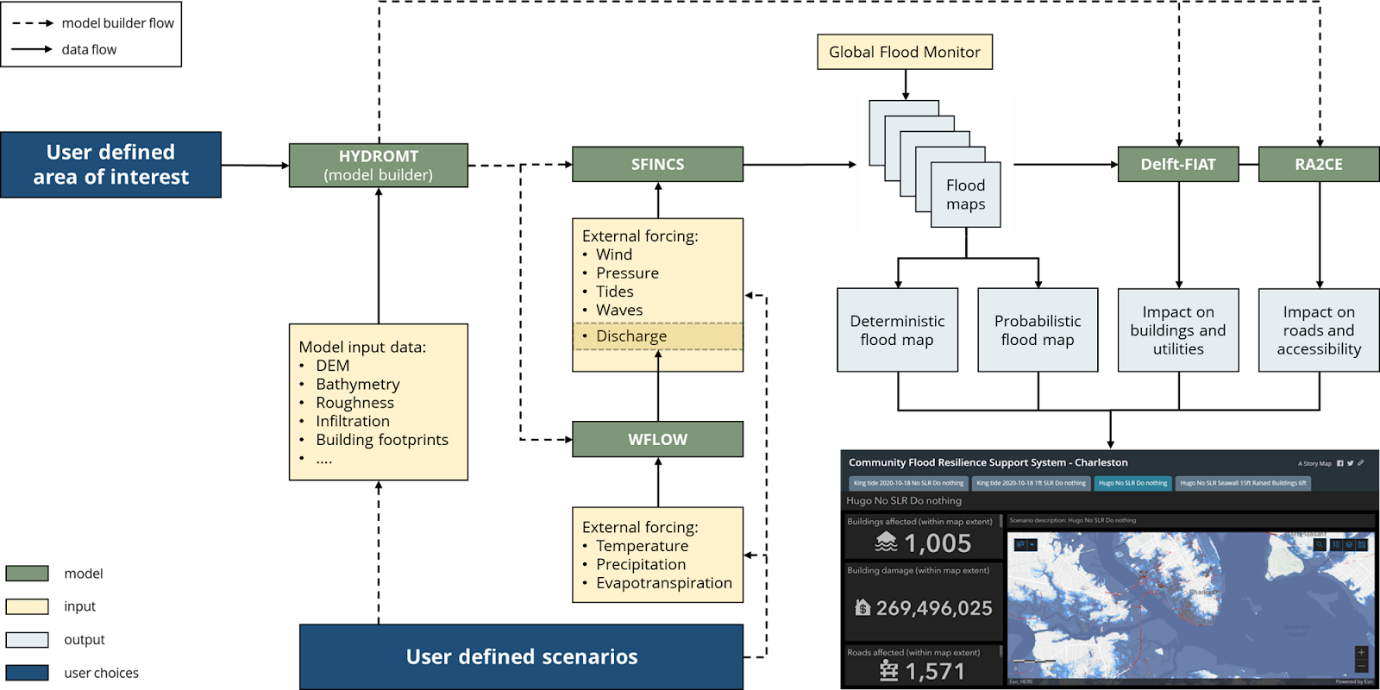 model builder flow
data flow
Global Flood Monitor
User defined
area of interest
HYDROMT
(model builder)
SFINCS
Flood
maps
Delft-FIAT
RA2CE
External forcing:
• Wind
• Pressure
• Tides
• Waves
• Discharge
Model input data:
• DEM
• Bathymetry
• Roughness
• Infiltration
• Building footprints
• ....
Deterministic
flood map
Probabilistic
flood map
Impact on
buildings and
utilities
Impact on
roads and
accessibility
WFLOW
External forcing:
• Temperature
• Precipitation
• Evapotranspiration
User defined scenarios
model
input
output
user choices
Community Flood Resilience Support System - Charleston
A Story Map
King tide 2020-10-18 No SLR Do nothing
King tide 2020-10-18 1ft SLR Do nothing
Hugo No SLR Do nothing
Hugo No SLR Seawall 15ft Raised Buildings 6ft
Hugo No SLR Do nothing
Buildings affected (within map extent)
1,005
Building damage (within map extent)
269,496,025
Roads affected (within map extent)
1,571
Scenario description: Hugo No SLR Do nothing
Esri, HERE
Powered by Esri